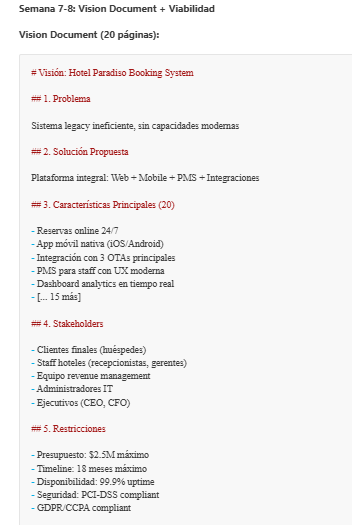 Semana 7-8: Vision Document + Viabilidad
Vision Document (20 páginas):
# Visión: Hotel Paradiso Booking System
## 1. Problema
Sistema legacy ineficiente, sin capacidades modernas
## 2. Solución Propuesta
Plataforma integral: Web + Mobile + PMS + Integraciones
## 3. Características Principales (20)
- Reservas online 24/7
- App móvil nativa (iOS/Android)
- Integración con 3 OTAs principales
- PMS para staff con UX moderna
- Dashboard analytics en tiempo real
- [... 15 más]
## 4. Stakeholders
- Clientes finales (huéspedes)
- Staff hoteles (recepcionistas, gerentes)
- Equipo revenue management
- Administradores IT
- Ejecutivos (CEO, CFO)
## 5. Restricciones
- Presupuesto: $2.5M máximo
- Timeline: 18 meses máximo
- Disponibilidad: 99.9% uptime
- Seguridad: PCI-DSS compliant
- GDPR/CCPA compliant